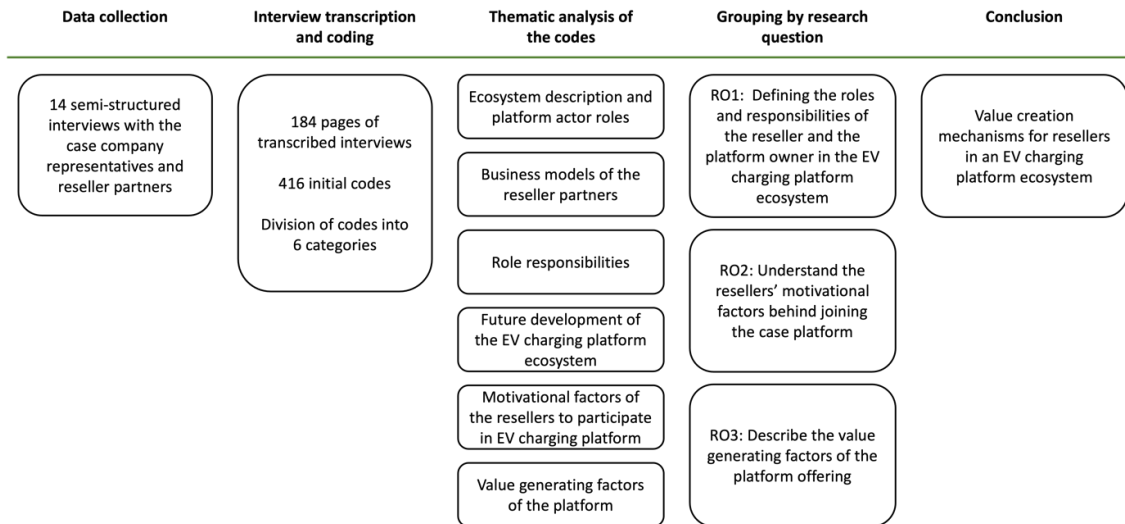 Data collection
Interview transcription
and coding
Thematic analysis of
the codes
Grouping by research
question
Conclusion
14 semi-structured
interviews with the
case company
representatives and
reseller partners
184 pages of
transcribed interviews
416 initial codes
Division of codes into
6 categories
Ecosystem description and
platform actor roles
Business models of the
reseller partners
Role responsibilities
Future development of
the EV charging platform
ecosystem
Motivational factors of
the resellers to participate
in EV charging platform
Value generating factors
of the platform
RO1:  Defining the roles
and responsibilities of
the reseller and the
platform owner in the EV
charging platform
ecosystem
RO2: Understand the
resellers’ motivational
factors behind joining
the case platform
RO3: Describe the value
generating factors of the
platform offering
Value creation
mechanisms for resellers
in an EV charging
platform ecosystem